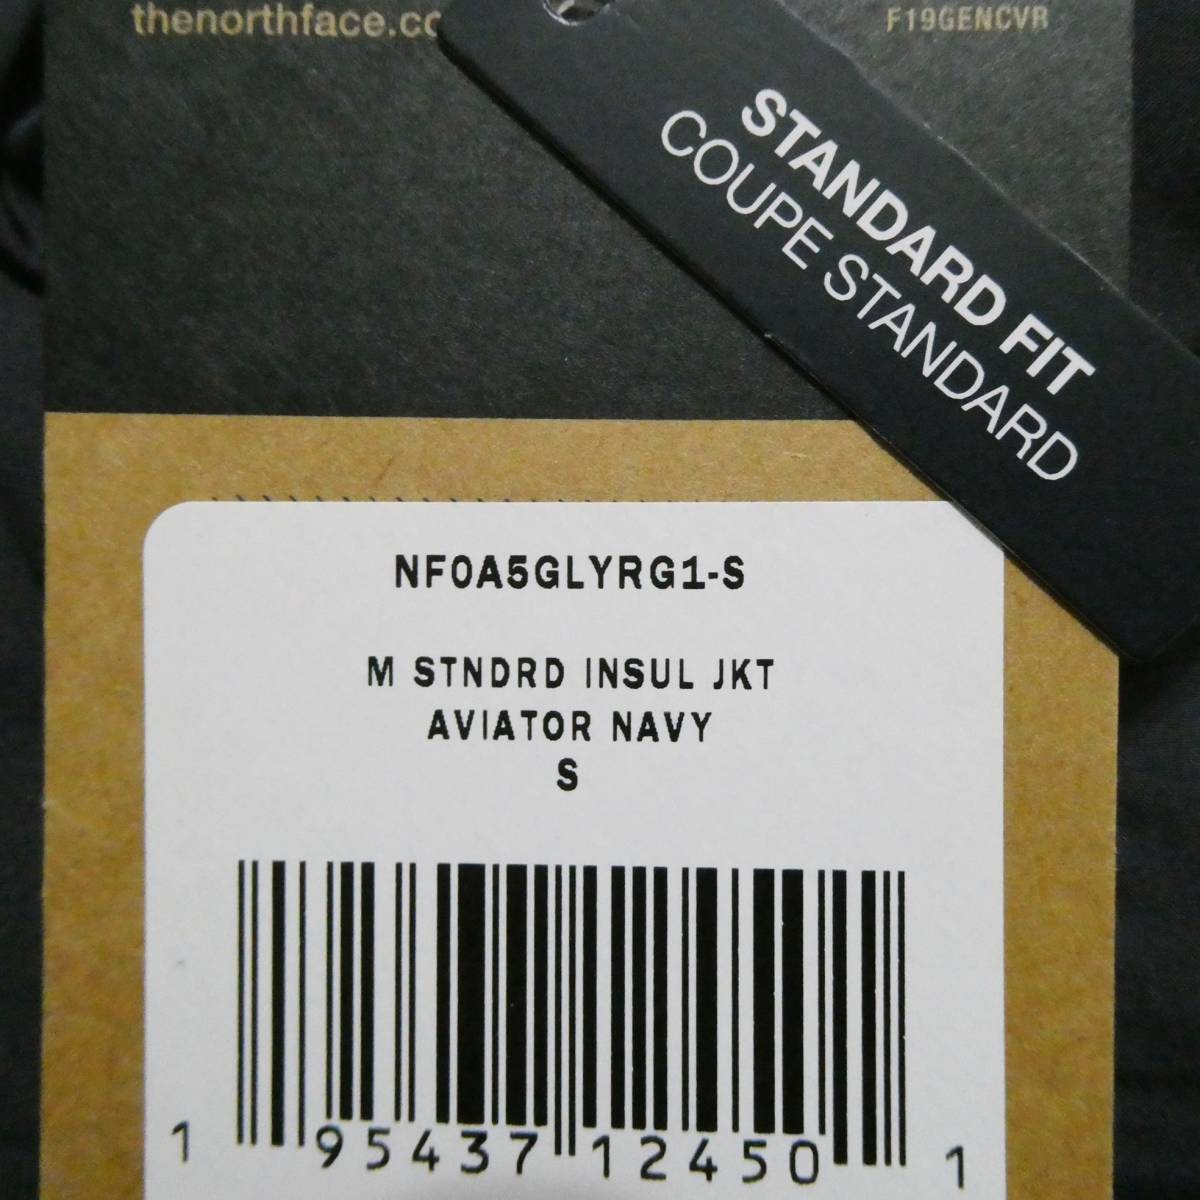 thenorthface.co
F19GENCVR
STANDARD FIT
COUPE STANDARD
NF0A5GLYRG1-S
M STNDRD INSUL JKT
AVIATOR NAVY
S
1 95437 12450 1